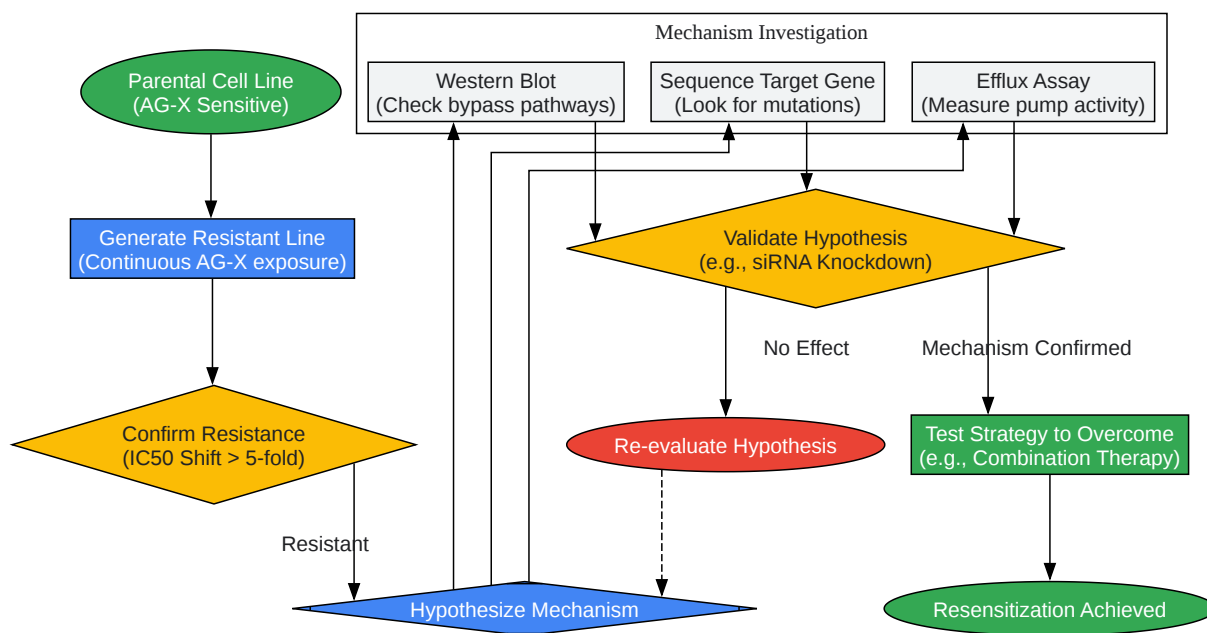 Mechanism Investigation
Parental Cell Line
(AG-X Sensitive)
Western Blot
(Check bypass pathways)
Sequence Target Gene
(Look for mutations)
Efflux Assay
(Measure pump activity)
Generate Resistant Line
(Continuous AG-X exposure)
Validate Hypothesis
(e.g., siRNA Knockdown)
No Effect
Mechanism Confirmed
Confirm Resistance
(IC50 Shift > 5-fold)
Re-evaluate Hypothesis
Test Strategy to Overcome
(e.g., Combination Therapy)
Resistant
Hypothesize Mechanism
Resensitization Achieved